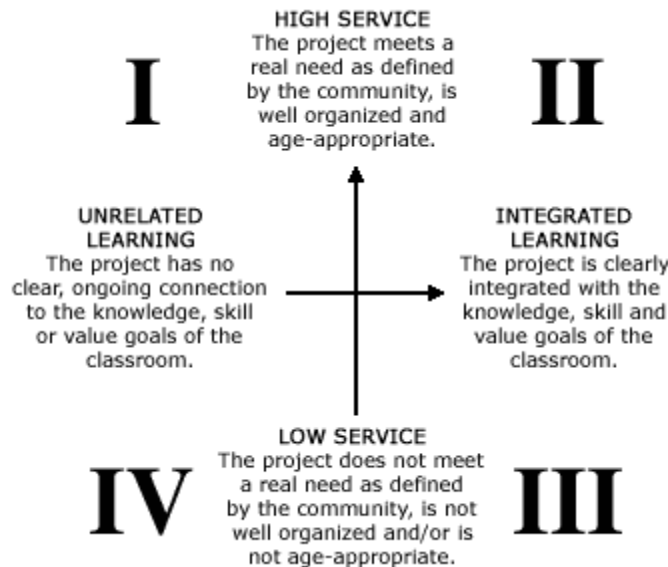 HIGH SERVICE
The project meets a
real need as defined
by the community, is
well organized and
age-appropriate.
I
II
UNRELATED
LEARNING
The project has no
clear, ongoing connection
to the knowledge, skill
or value goals of the
classroom.
INTEGRATED
LEARNING
The project is clearly
integrated with the
knowledge, skill and
value goals of the
classroom.
LOW SERVICE
The project does not meet
a real need as defined
by the community, is not
well organized and/or is
not age-appropriate.
IV
III